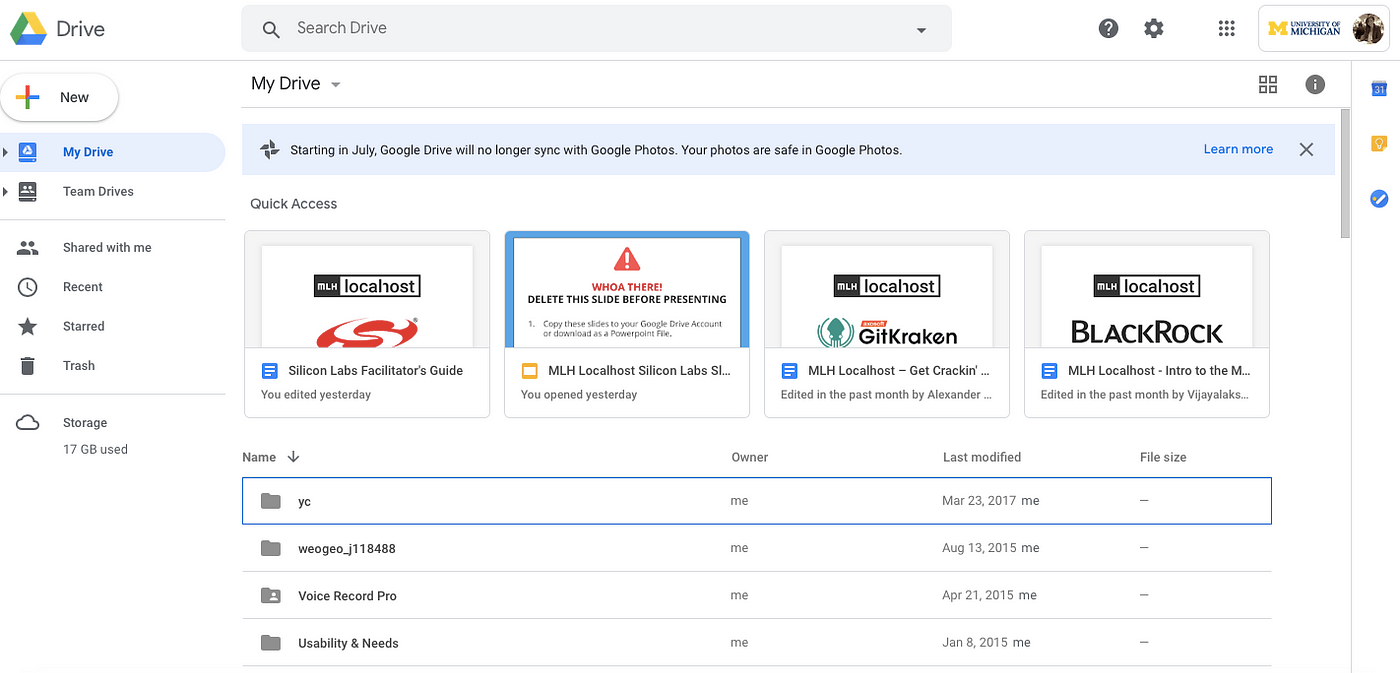 Drive
Search Drive
M UNIVERSITY OF
MICHIGAN
New
My Drive
Team Drives
Shared with me
Recent
Starred
Trash
Storage
17 GB used
My Drive
31
Starting in July, Google Drive will no longer sync with Google Photos. Your photos are safe in Google Photos.
Learn more
Quick Access
MLH localhost
Silicon Labs Facilitator's Guide
You edited yesterday
WHOA THERE!
DELETE THIS SLIDE BEFORE PRESENTING
1. Copy these slides to your Google Drive Account
or download as a Powerpoint File.
MLH Localhost Silicon Labs Sl...
You opened yesterday
MLH localhost
Axosoft
GitKraken
MLH Localhost – Get Crackin' ...
Edited in the past month by Alexander ...
MLH localhost
BLACKROCK
MLH Localhost - Intro to the M...
Edited in the past month by Vijayalaks...
Name Owner Last modified File size
yc me Mar 23, 2017 me —
weogeo_j118488 me Aug 13, 2015 me —
Voice Record Pro me Apr 21, 2015 me —
Usability & Needs me Jan 8, 2015 me —